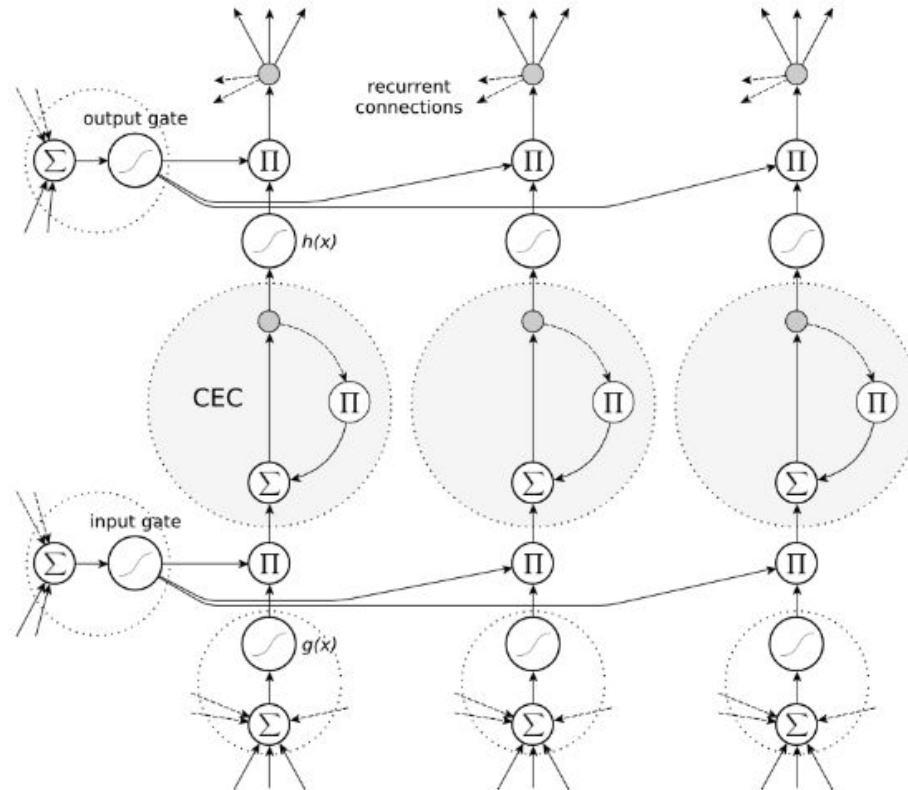 recurrent
connections
output gate
Σ
Π
Π
Π
h(x)
CEC
Π
Π
Π
Σ
Σ
Σ
input gate
Σ
Π
Π
Π
g(x)
Σ
Σ
Σ